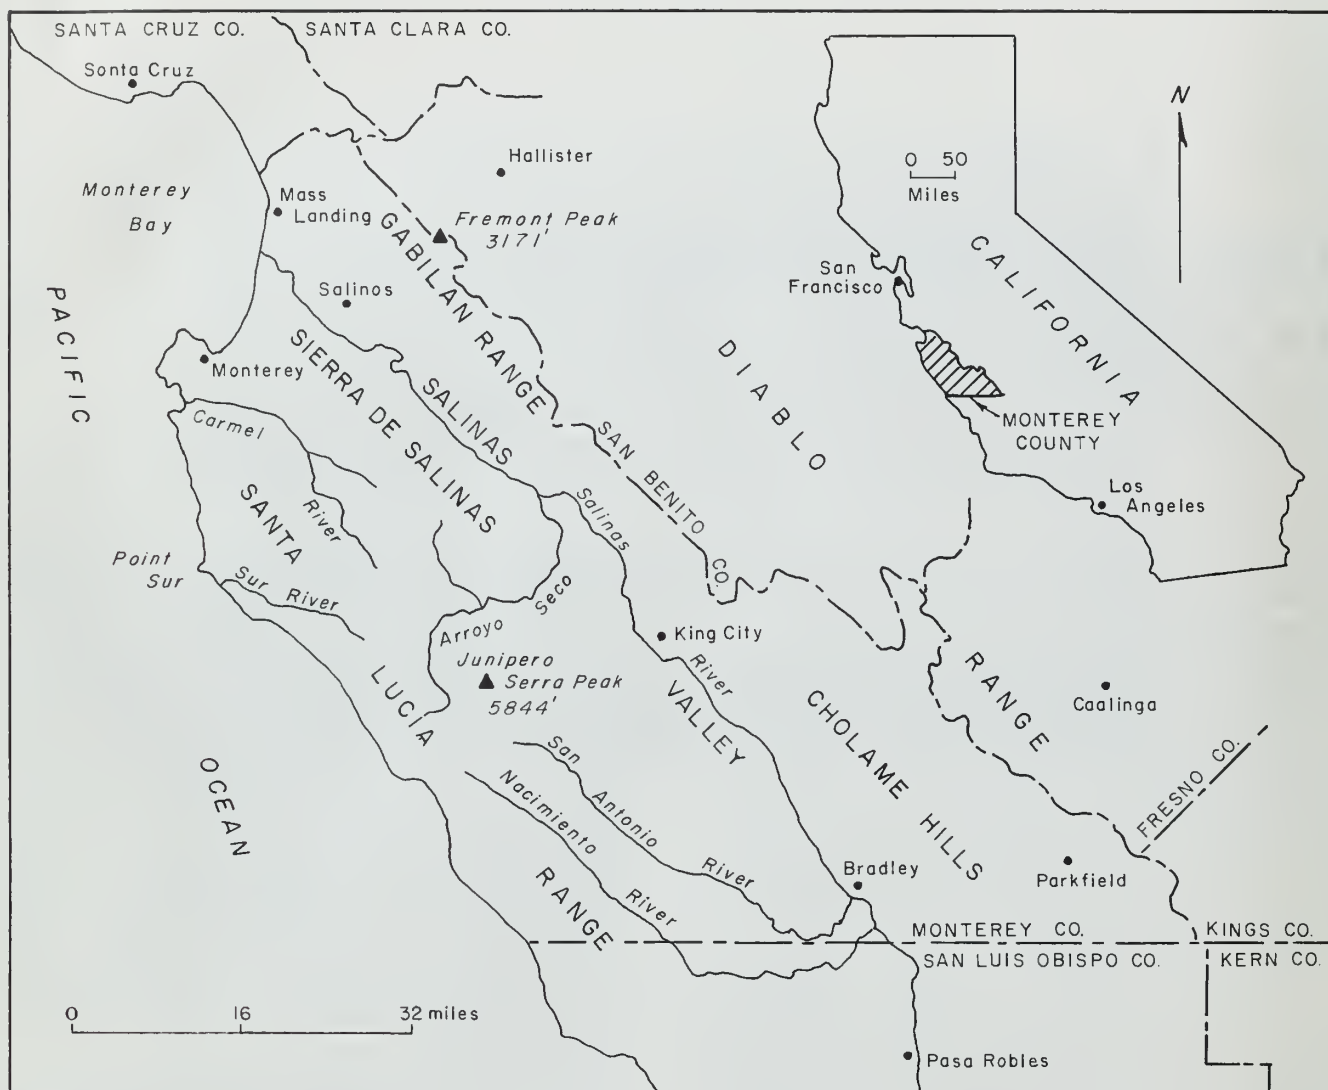 SANTA CRUZ CO.
SANTA CLARA CO.
Sonta Cruz
N
Hallister
0 50
Miles
Monterey
Bay
Mass
Landing
Fremont Peak
3171'
GABILAN RANGE
CALIFORNIA
San
Francisco
Salinos
PACIFIC
DIABLO
Monterey
SIERRA DE SALINAS
SALINAS
Carmel
River
MONTEREY
COUNTY
SAN BENITO CO.
Los
Angeles
Salinas
SANTA
Point
Sur
Sur River
Arroyo Seco
King City
River
Junipero
Serra Peak
5844'
LUCIA
VALLEY
CHOLAME HILLS
RANGE
Caalinga
OCEAN
San
Antonio
River
Nacimiento
River
FRESNO CO.
RANGE
Bradley
Parkfield
MONTEREY CO.
KINGS CO.
SAN LUIS OBISPO CO.
KERN CO.
0 16 32 miles
Pasa Robles